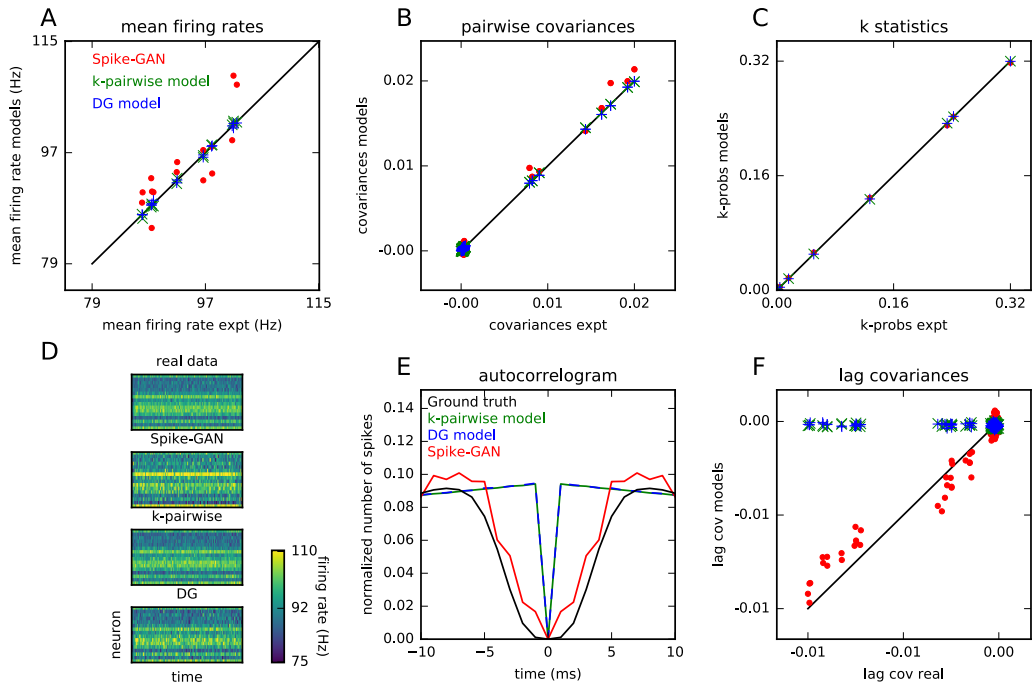 A
mean firing rates
115
97
79
79
97
115
mean firing rate models (Hz)
mean firing rate expt (Hz)
Spike-GAN
k-pairwise model
DG model
B
pairwise covariances
0.02
0.01
-0.00
-0.00
0.01
0.02
covariances models
covariances expt
C
k statistics
0.32
0.16
0.00
0.00
0.16
0.32
k-probs models
k-probs expt
D
real data
Spike-GAN
k-pairwise
DG
neuron
time
110
92
75
firing rate (Hz)
E
autocorrelogram
Ground truth
k-pairwise model
DG model
Spike-GAN
0.14
0.12
0.10
0.08
0.06
0.04
0.02
0.00
−10
−5
0
5
10
normalized number of spikes
time (ms)
F
lag covariances
0.00
-0.01
-0.01
-0.01
-0.01
0.00
lag cov models
lag cov real